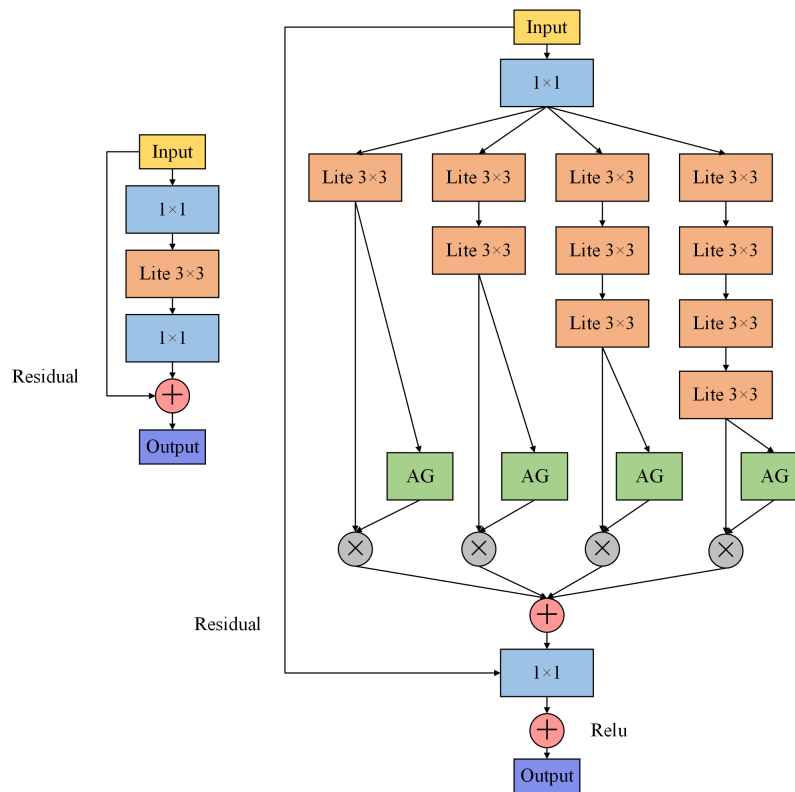 Input
1×1
Lite 3×3
1×1
Residual
+
Output
Input
1×1
Lite 3×3 Lite 3×3 Lite 3×3 Lite 3×3
Lite 3×3 Lite 3×3 Lite 3×3
Lite 3×3 Lite 3×3
Lite 3×3
AG AG AG AG
× × × ×
+
Residual
1×1
+ Relu
Output